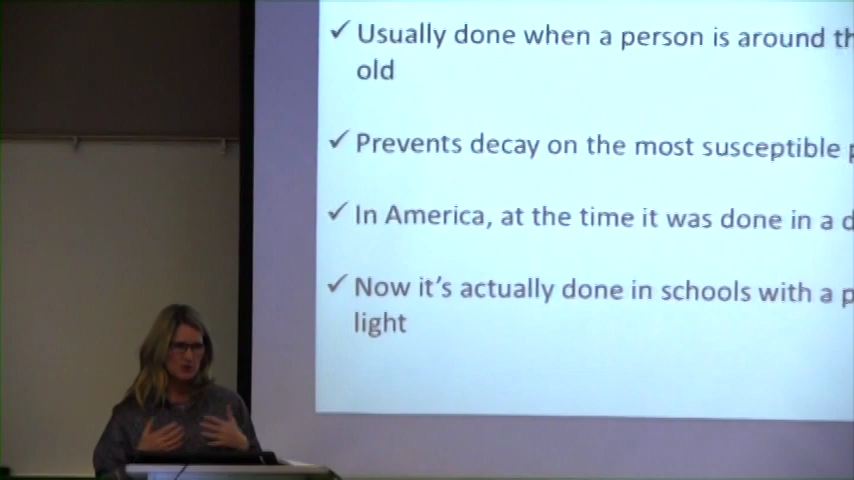 ✓ Usually done when a person is around th
old
✓ Prevents decay on the most susceptible
✓ In America, at the time it was done in a d
✓ Now it's actually done in schools with a p
light